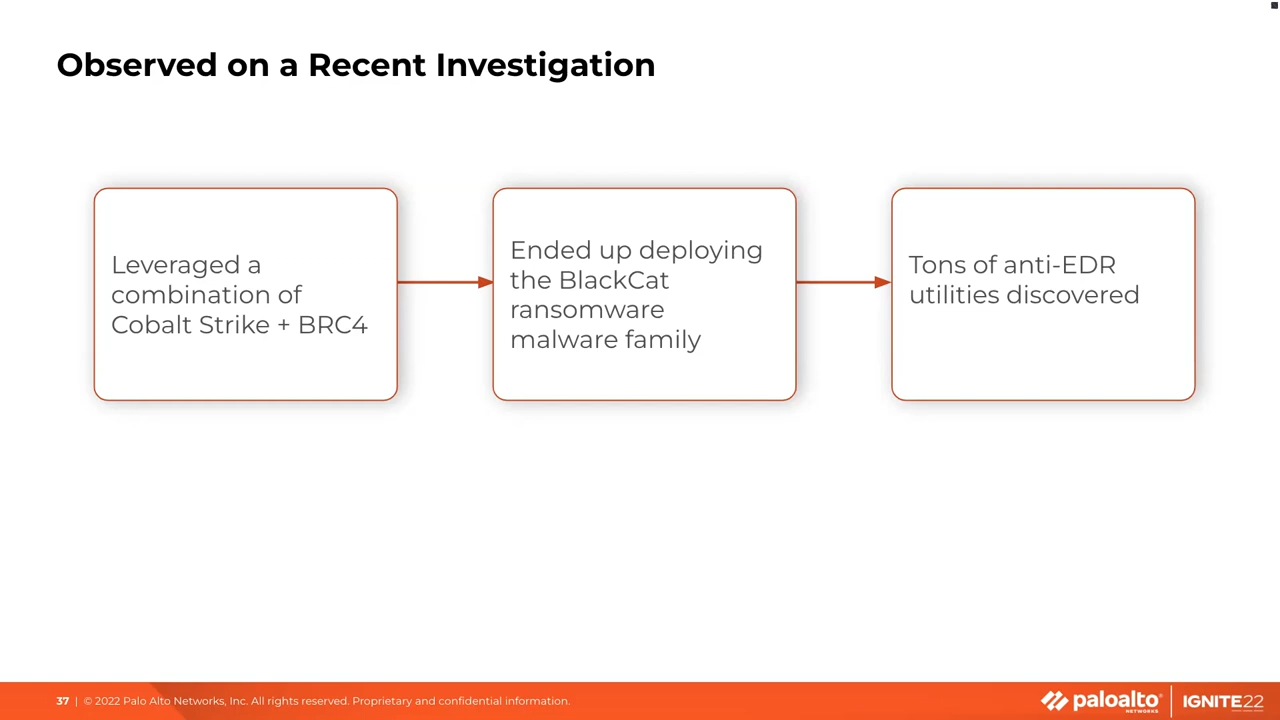 Observed on a Recent Investigation
Leveraged a
combination of
Cobalt Strike + BRC4
Ended up deploying
the BlackCat
ransomware
malware family
Tons of anti-EDR
utilities discovered
37 | © 2022 Palo Alto Networks, Inc. All rights reserved. Proprietary and confidential information.
paloalto®
NETWORKS
IGNITE22